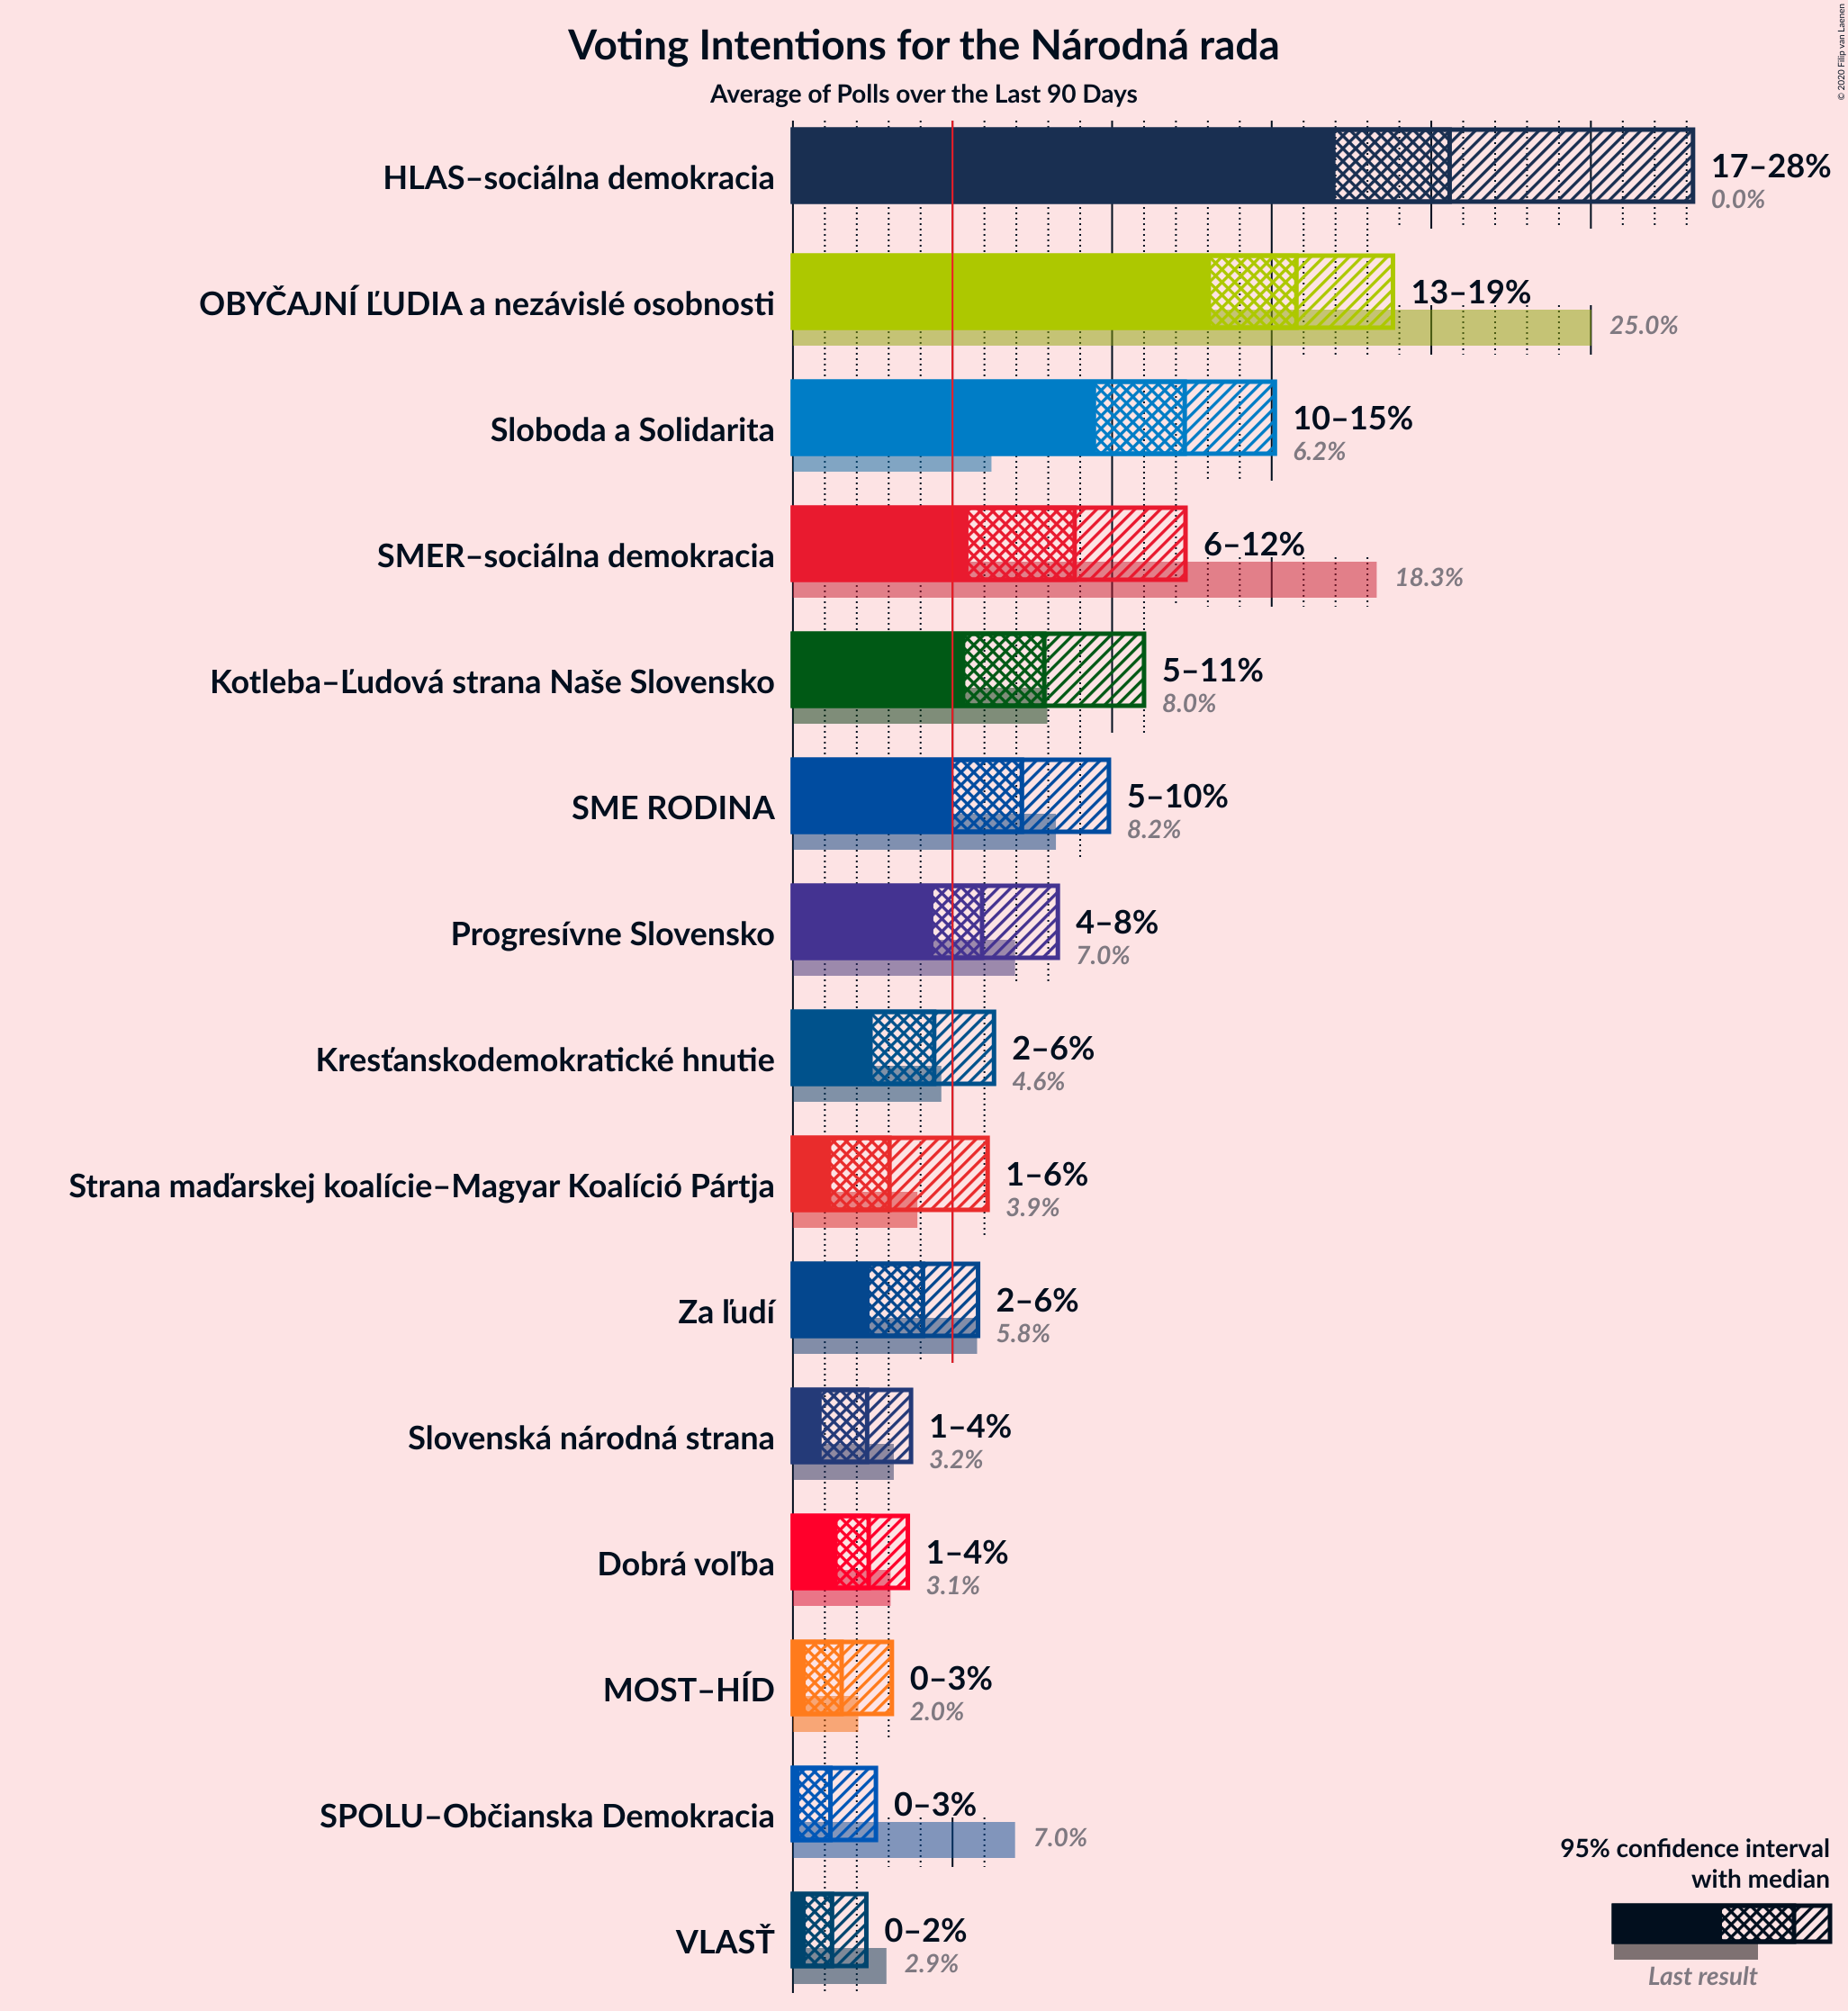 Voting Intentions for the Národná rada
Average of Polls over the Last 90 Days
© 2020 Filip van Laenen
HLAS–sociálna demokracia
17–28%
0.0%
OBYČAJNÍ ĽUDIA a nezávislé osobnosti
13–19%
25.0%
Sloboda a Solidarita
10–15%
6.2%
SMER–sociálna demokracia
6–12%
18.3%
Kotleba–Ľudová strana Naše Slovensko
5–11%
8.0%
SME RODINA
5–10%
8.2%
Progresívne Slovensko
4–8%
7.0%
Kresťanskodemokratické hnutie
2–6%
4.6%
Strana maďarskej koalície–Magyar Koalíció Pártja
1–6%
3.9%
Za ľudí
2–6%
5.8%
Slovenská národná strana
1–4%
3.2%
Dobrá voľba
1–4%
3.1%
MOST–HÍD
0–3%
2.0%
SPOLU–Občianska Demokracia
0–3%
7.0%
VLASŤ
0–2%
2.9%
95% confidence interval
with median
Last result